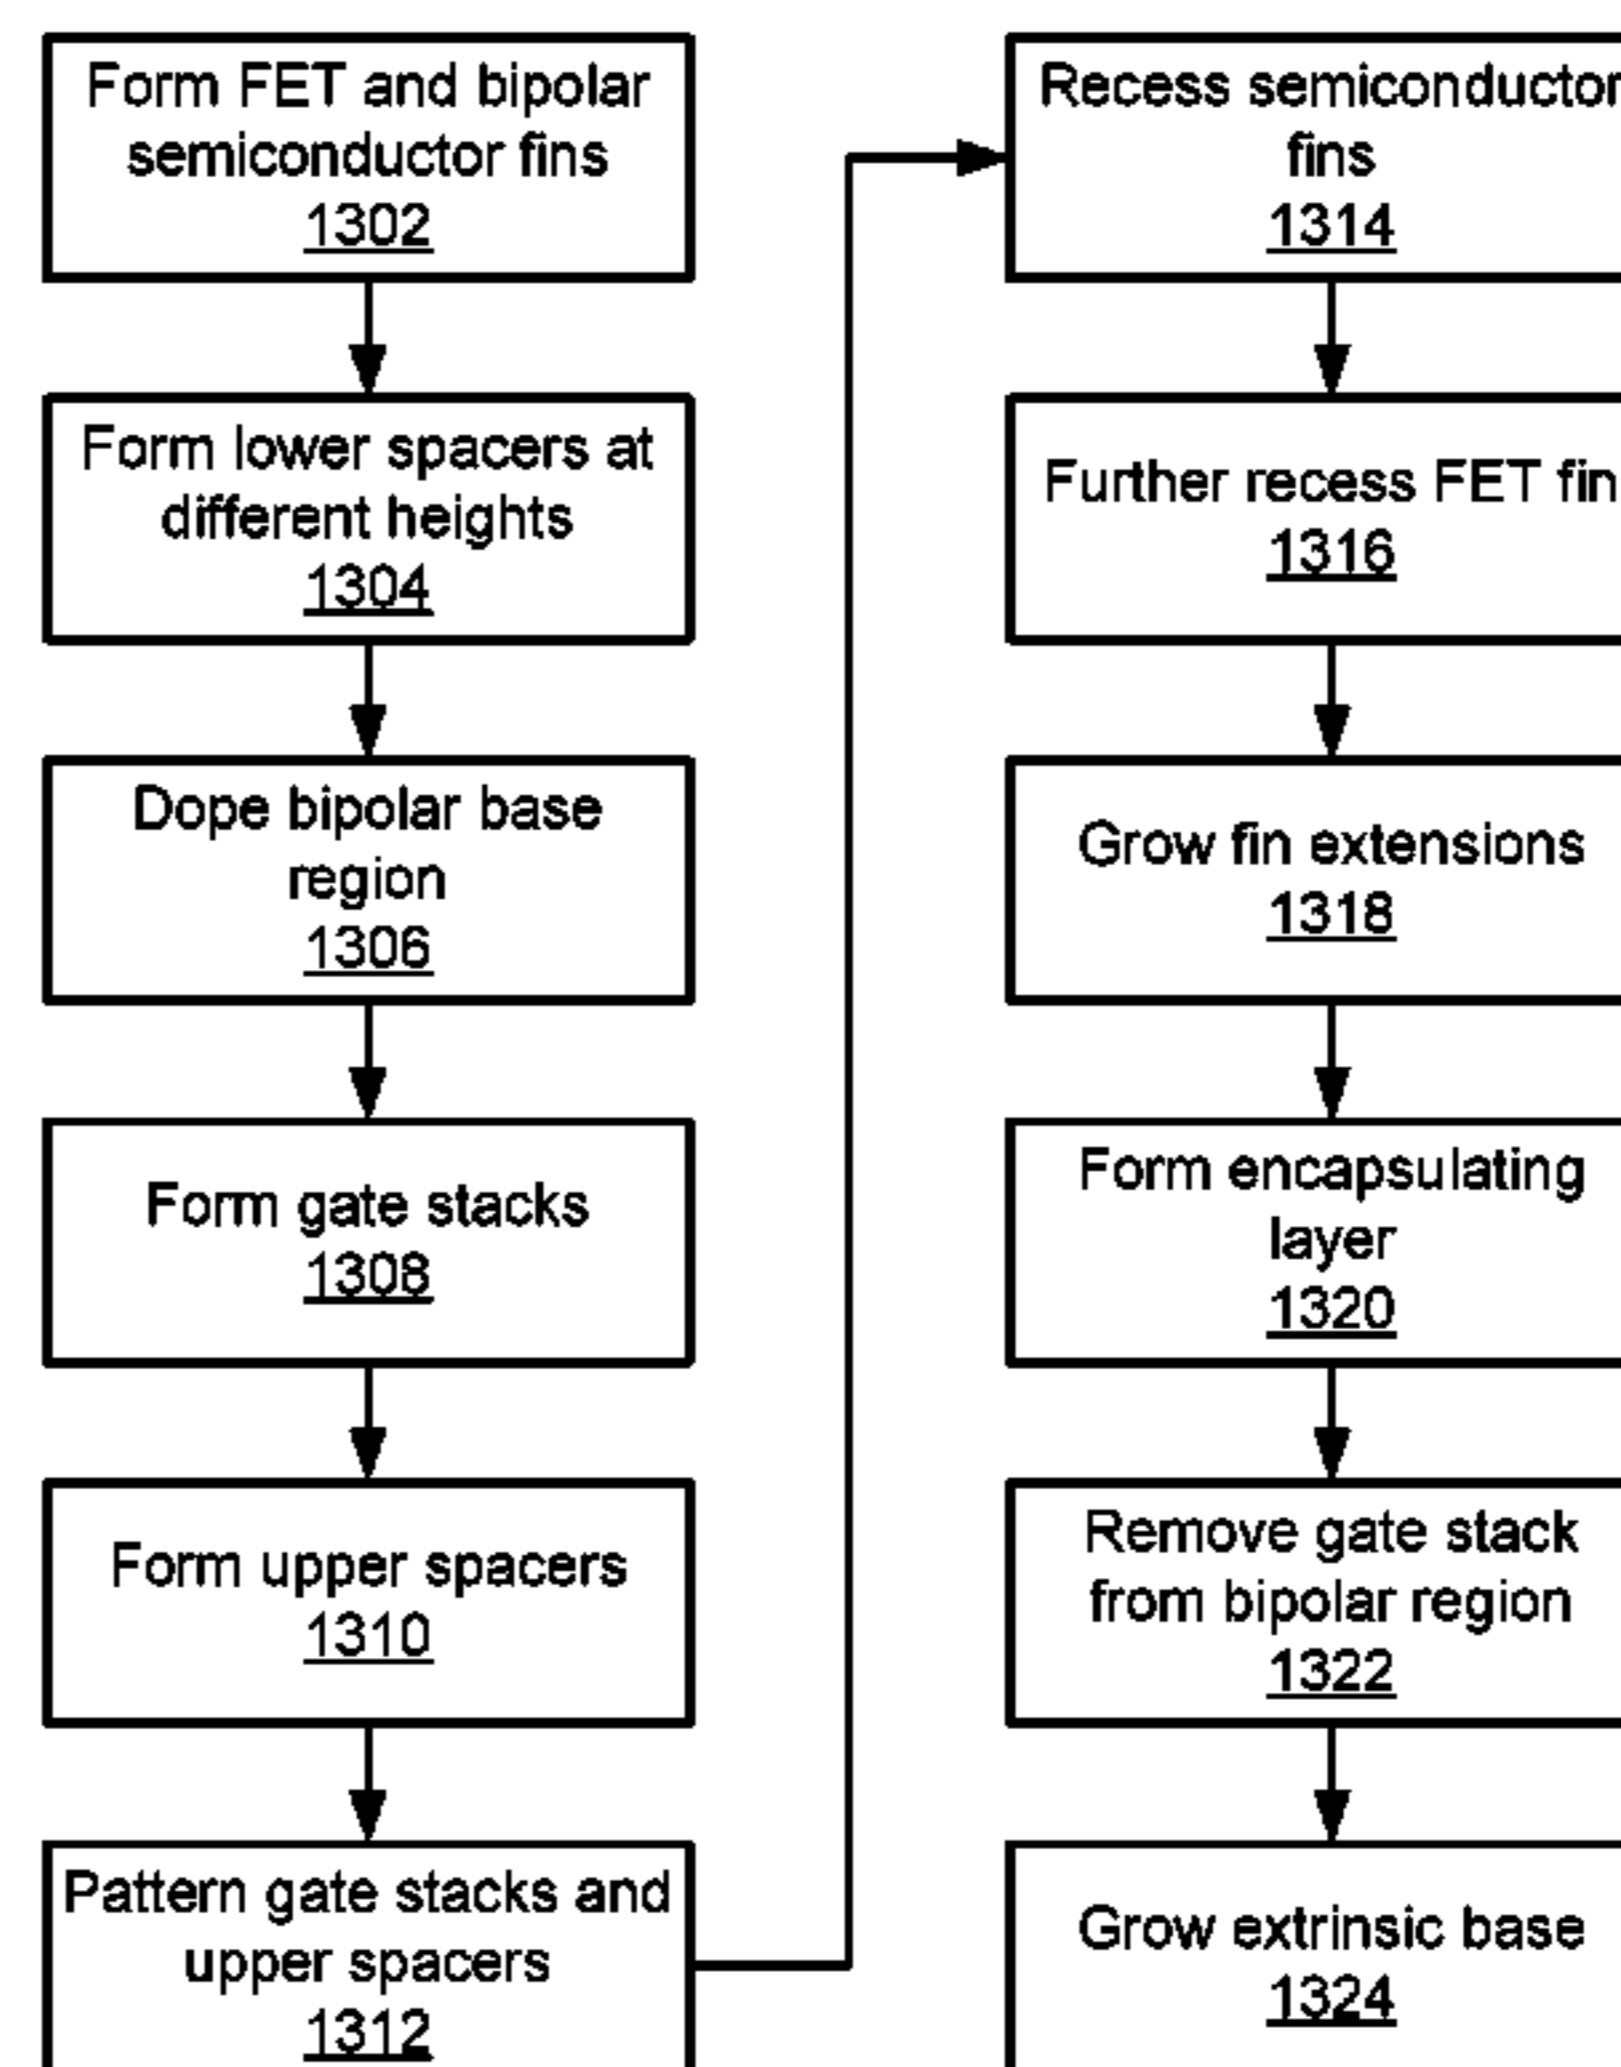 Form FET and bipolar
semiconductor fins
1302
Form lower spacers at
different heights
1304
Dope bipolar base
region
1306
Form gate stacks
1308
Form upper spacers
1310
Pattern gate stacks and
upper spacers
1312
Recess semiconductor
fins
1314
Further recess FET fin
1316
Grow fin extensions
1318
Form encapsulating
layer
1320
Remove gate stack
from bipolar region
1322
Grow extrinsic base
1324